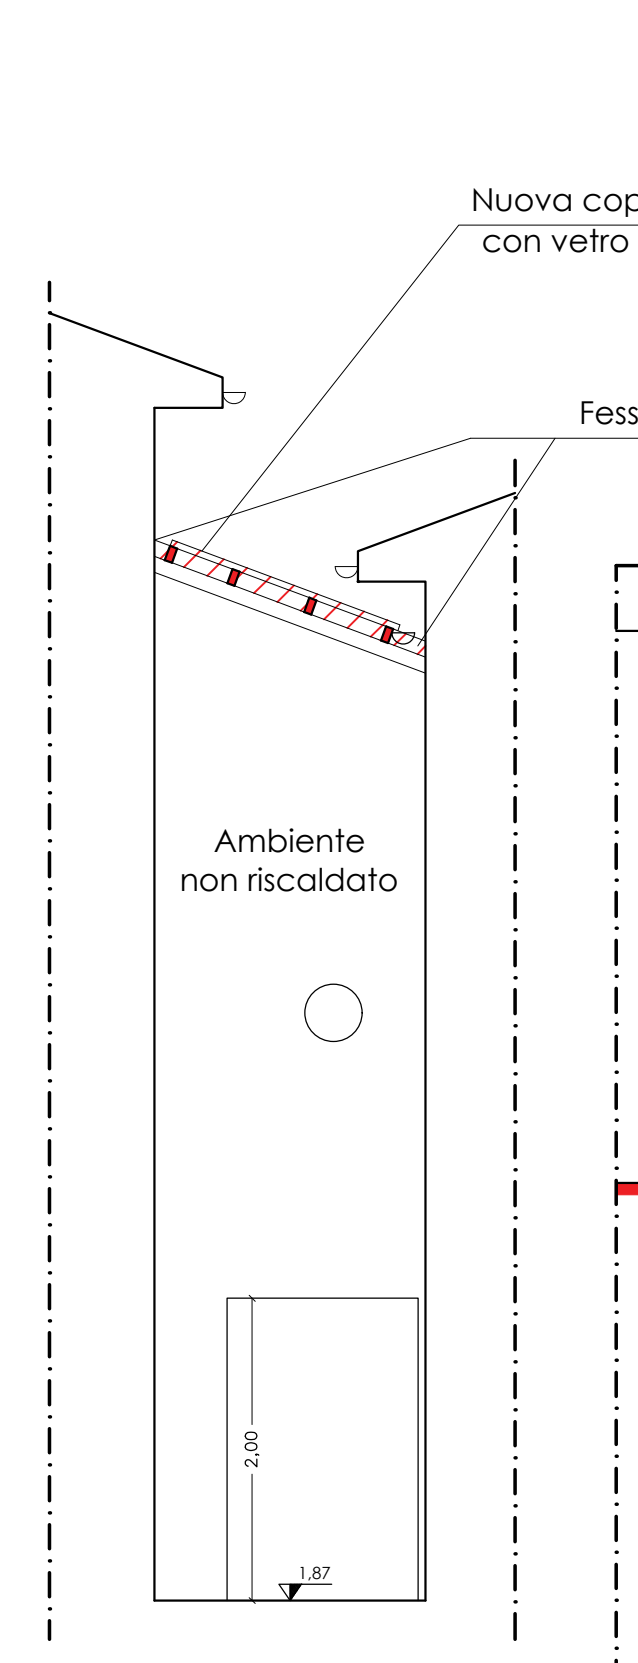 Nuova cop
con vetro
Fess
Ambiente
non riscaldato
2,00
1,87